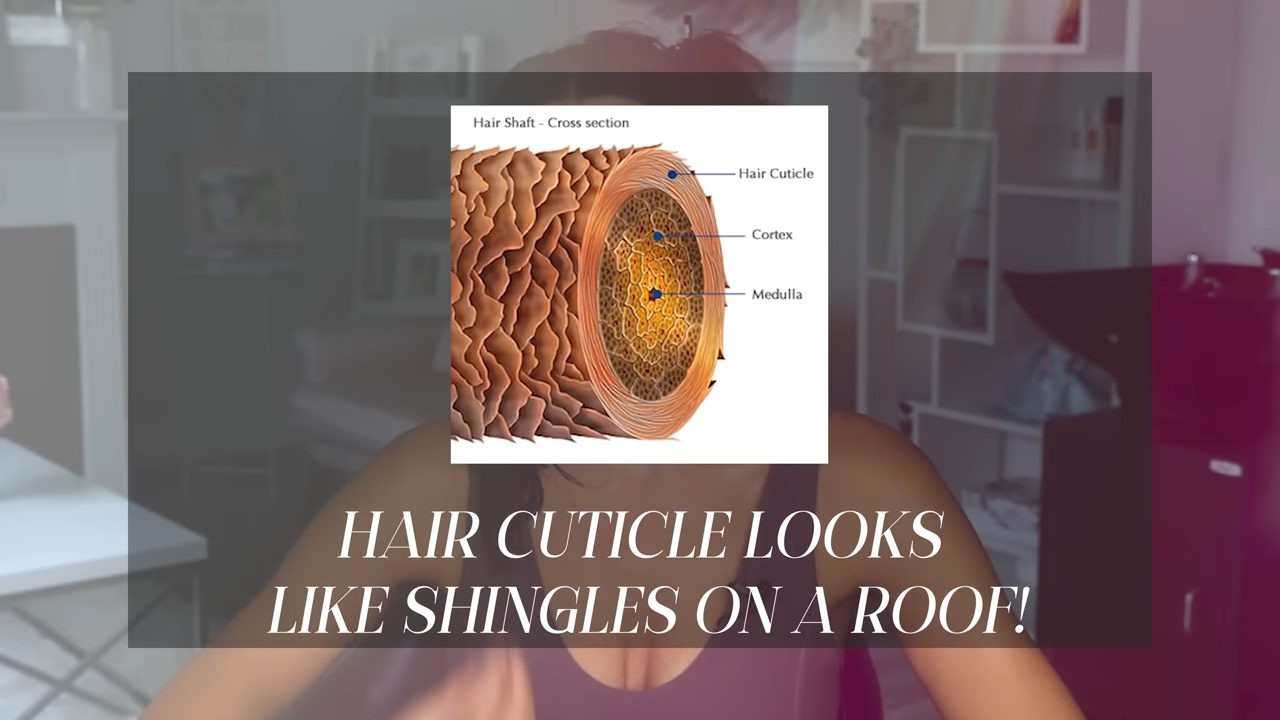 Hair Shaft - Cross section
Hair Cuticle
Cortex
Medulla
HAIR CUTICLE LOOKS
LIKE SHINGLES ON A ROOF!